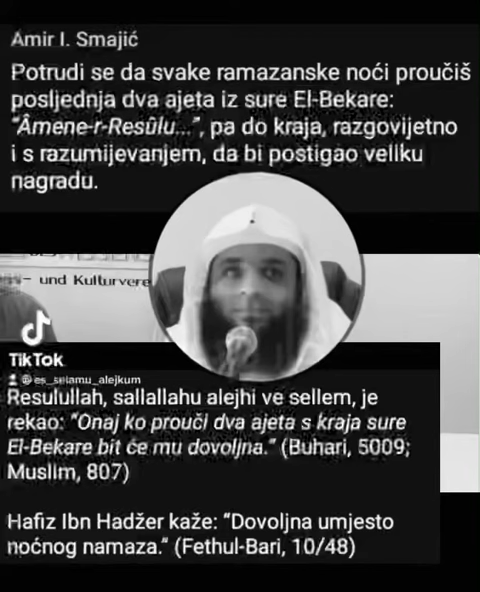 Amir I. Smajić
Potrudi se da svake ramazanske noći proučiš
posljednja dva ajeta iz sure El-Bekare:
"Âmene-r-Resûlu...", pa do kraja, razgovijetno
i s razumijevanjem, da bi postigao veliku
nagradu.
und Kulturvere
TikTok
@es_selamu_alejkum
Resulullah, sallallahu alejhi ve sellem, je
rekao: "Onaj ko prouči dva ajeta s kraja sure
El-Bekare bit će mu dovoljna." (Buhari, 5009;
Muslim, 807)
Hafiz Ibn Hadžer kaže: "Dovoljna umjesto
noćnog namaza." (Fethul-Bari, 10/48)